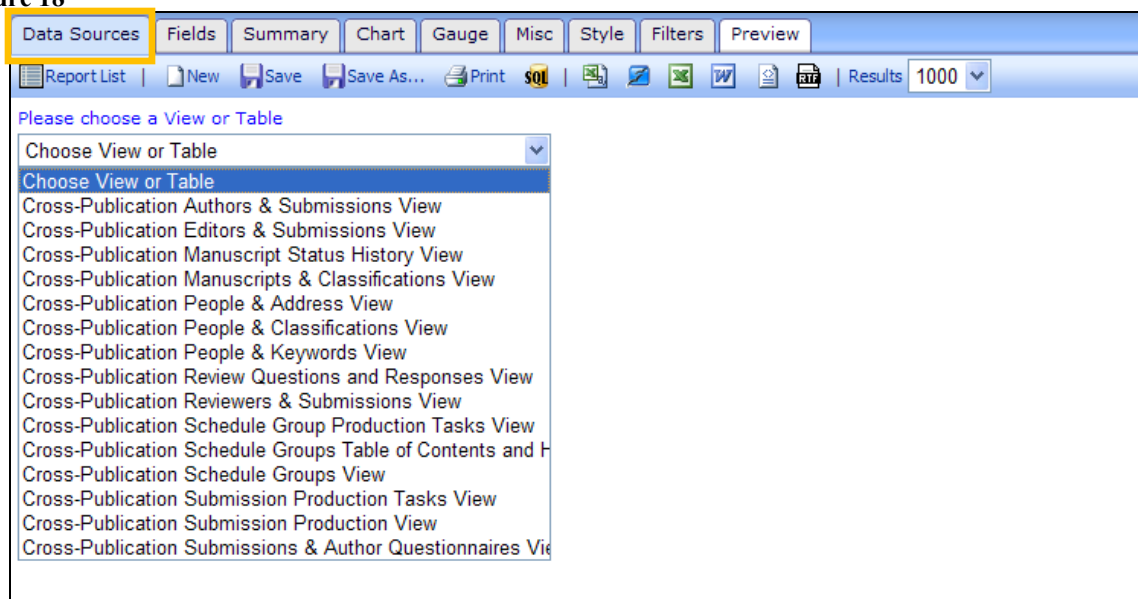 Data Sources Fields Summary Chart Gauge Misc Style Filters Preview
Report List | New Save Save As... Print SQL | RTF | Results 1000
Please choose a View or Table
Choose View or Table
Choose View or Table
Cross-Publication Authors & Submissions View
Cross-Publication Editors & Submissions View
Cross-Publication Manuscript Status History View
Cross-Publication Manuscripts & Classifications View
Cross-Publication People & Address View
Cross-Publication People & Classifications View
Cross-Publication People & Keywords View
Cross-Publication Review Questions and Responses View
Cross-Publication Reviewers & Submissions View
Cross-Publication Schedule Group Production Tasks View
Cross-Publication Schedule Groups Table of Contents and H
Cross-Publication Schedule Groups View
Cross-Publication Submission Production Tasks View
Cross-Publication Submission Production View
Cross-Publication Submissions & Author Questionnaires Vie